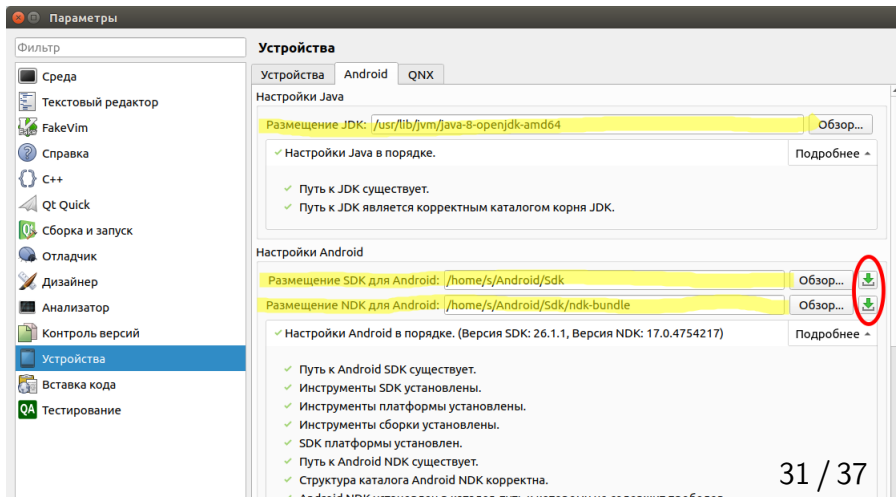 Параметры
Фильтр
Среда
Текстовый редактор
FakeVim
Справка
C++
Qt Quick
Сборка и запуск
Отладчик
Дизайнер
Анализатор
Контроль версий
Устройства
Вставка кода
QA Тестирование
Устройства
Устройства Android QNX
Настройки Java
Размещение JDK: /usr/lib/jvm/java-8-openjdk-amd64 Обзор...
Настройки Java в порядке. Подробнее
Путь к JDK существует.
Путь к JDK является корректным каталогом корня JDK.
Настройки Android
Размещение SDK для Android: /home/s/Android/Sdk Обзор...
Размещение NDK для Android: /home/s/Android/Sdk/ndk-bundle Обзор...
Настройки Android в порядке. (Версия SDK: 26.1.1, Версия NDK: 17.0.4754217) Подробнее
Путь к Android SDK существует.
Инструменты SDK установлены.
Инструменты платформы установлены.
Инструменты сборки установлены.
SDK платформы установлен.
Путь к Android NDK существует.
Структура каталога Android NDK корректна.
31 / 37